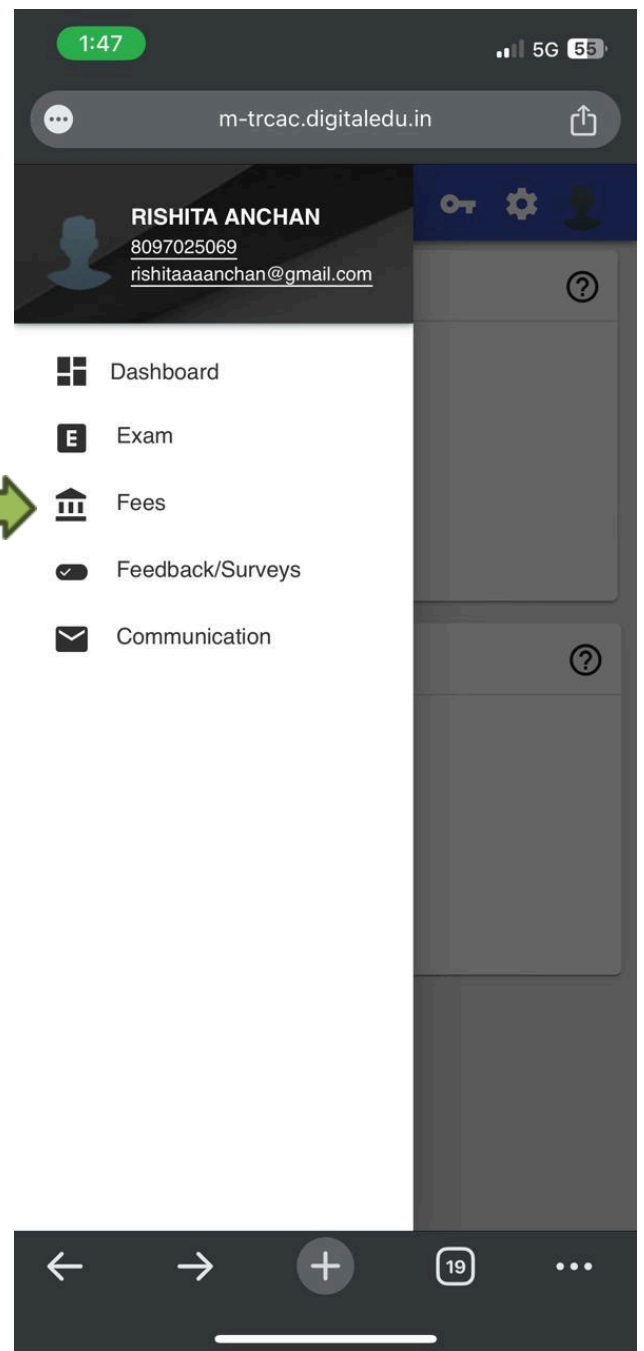 1:47
5G 55
m-trcac.digitaledu.in
RISHITA ANCHAN
8097025069
rishitaaaanchan@gmail.com
Dashboard
E Exam
Fees
Feedback/Surveys
Communication
19